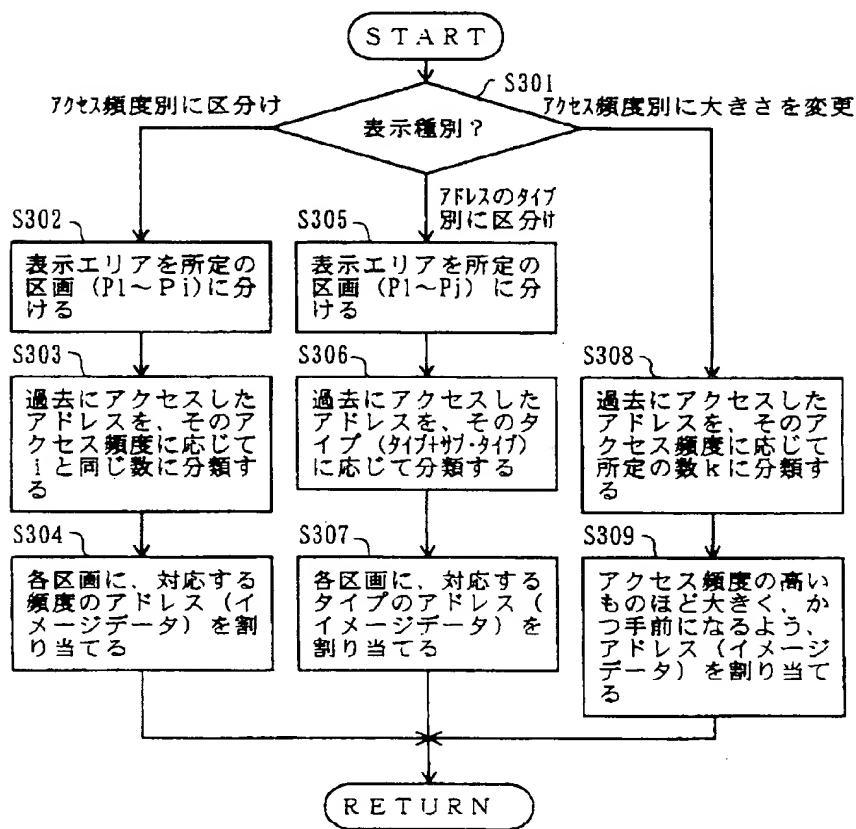 START
S301
アクセス頻度別に区分け
アクセス頻度別に大きさを変更
表示種別？
アドレスのタイプ
別に区分け
S302
表示エリアを所定の
区画（P1～Pi）に分
ける
S305
表示エリアを所定の
区画（P1～Pj）に分
ける
S303
過去にアクセスした
アドレスを、そのア
クセス頻度に応じて
iと同じ数に分類す
る
S306
過去にアクセスした
アドレスを、そのタ
イプ（タイプ+サブ・タイプ）
に応じて分類する
S308
過去にアクセスした
アドレスを、そのア
クセス頻度に応じて
所定の数kに分類す
る
S304
各区画に、対応する
頻度のアドレス（イ
メージデータ）を割
り当てる
S307
各区画に、対応する
タイプのアドレス（
イメージデータ）を
割り当てる
S309
アクセス頻度の高い
ものほど大きく、か
つ手前になるよう、
アドレス（イメージ
データ）を割り当て
る
RETURN